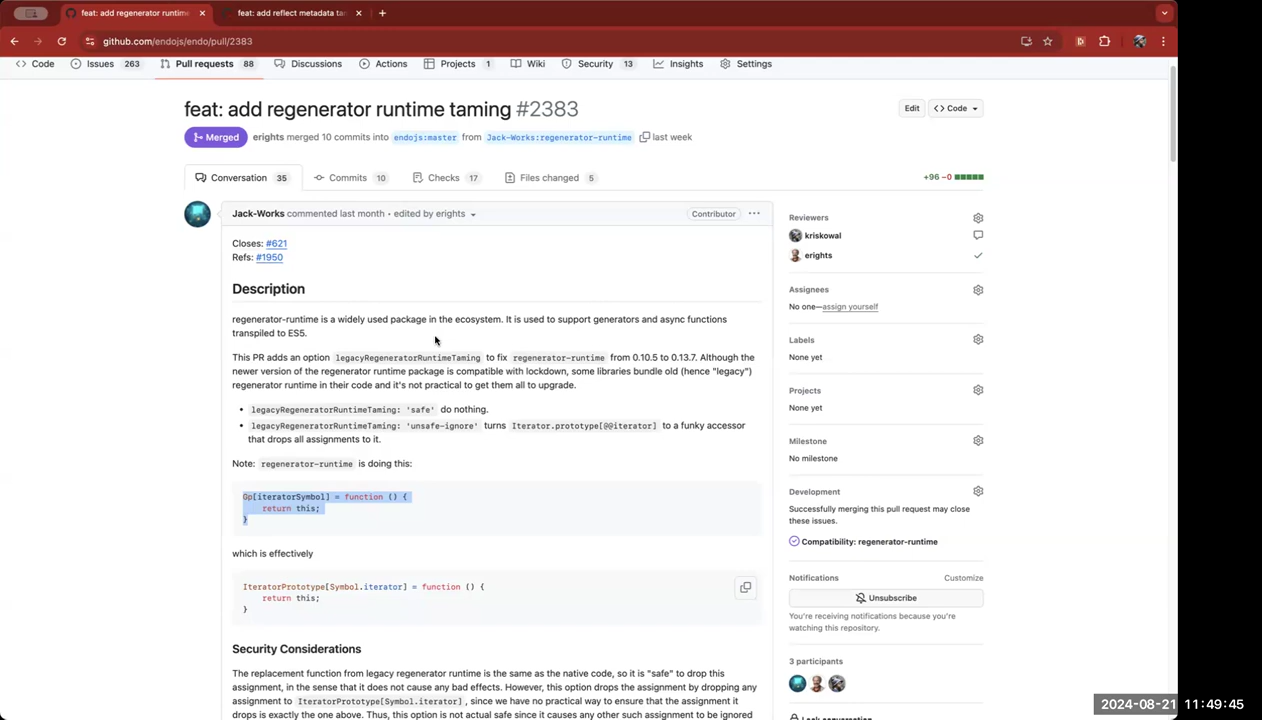 feat: add regenerator runtime
feat: add reflect metadata tar
github.com/endojs/endo/pull/2383
Code
Issues 263
Pull requests 88
Discussions
Actions
Projects 1
Wiki
Security 13
Insights
Settings
feat: add regenerator runtime taming #2383
Edit
<> Code
Merged
erights merged 10 commits into endojs:master from Jack-Works:regenerator-runtime last week
Conversation 35
Commits 10
Checks 17
Files changed 5
+96 −0
Jack-Works commented last month • edited by erights
Contributor
Closes: #621
Refs: #1950
Description
regenerator-runtime is a widely used package in the ecosystem. It is used to support generators and async functions
transpiled to ES5.
This PR adds an option legacyRegeneratorRuntimeTaming to fix regenerator-runtime from 0.10.5 to 0.13.7. Although the
newer version of the regenerator runtime package is compatible with lockdown, some libraries bundle old (hence "legacy")
regenerator runtime in their code and it's not practical to get them all to upgrade.
• legacyRegeneratorRuntimeTaming: 'safe' do nothing.
• legacyRegeneratorRuntimeTaming: 'unsafe-ignore' turns Iterator.prototype[@@iterator] to a funky accessor
that drops all assignments to it.
Note: regenerator-runtime is doing this:
Gp[iteratorSymbol] = function () {
return this;
}
which is effectively
IteratorPrototype[Symbol.iterator] = function () {
return this;
}
Security Considerations
The replacement function from legacy regenerator runtime is the same as the native code, so it is "safe" to drop this
assignment, in the sense that it does not cause any bad effects. However, this option drops the assignment by dropping any
assignment to IteratorPrototype[Symbol.iterator], since we have no practical way to ensure that the assignment it
drops is exactly the one above. Thus, this option is not actual safe since it causes any other such assignment to be ignored
Reviewers
kriskowal
erights
Assignees
No one—assign yourself
Labels
None yet
Projects
None yet
Milestone
No milestone
Development
Successfully merging this pull request may close
these issues.
Compatibility: regenerator-runtime
Notifications
Customize
Unsubscribe
You're receiving notifications because you're
watching this repository.
3 participants
Lock conversation
2024-08-21 11:49:45